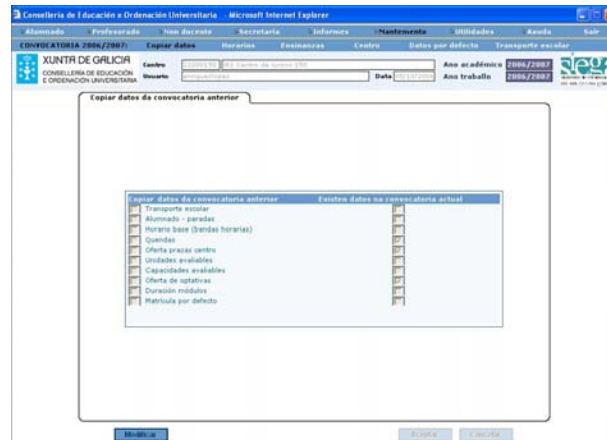 Conselleria de Educación e Ordenación Universitaria - Microsoft Internet Explorer
Alumnado Profesorado Non docente Secretaria Informes Mantemento Utilidades Axuda Sair
CONVOCATORIA 2006/2007: Copiar datos Horarios Ensinanzas Centro Datos por defecto Transporte escolar
XUNTA DE GALICIA
CONSELLERÍA DE EDUCACIÓN
E ORDENACIÓN UNIVERSITARIA
Centro
Usuario
Data
Ano académico 2006/2007
Ano traballo 2006/2007
Copiar datos da convocatoria anterior
Copiar datos da convocatoria anterior Existen datos na convocatoria actual
Transporte escolar
Alumnado - paradas
Horario base (bandas horarias)
Quendas
Oferta prazas centro
Unidades avaliables
Capacidades avaliables
Oferta de optativas
Duración módulos
Matrícula por defecto
Modificar Aceptar Cancelar